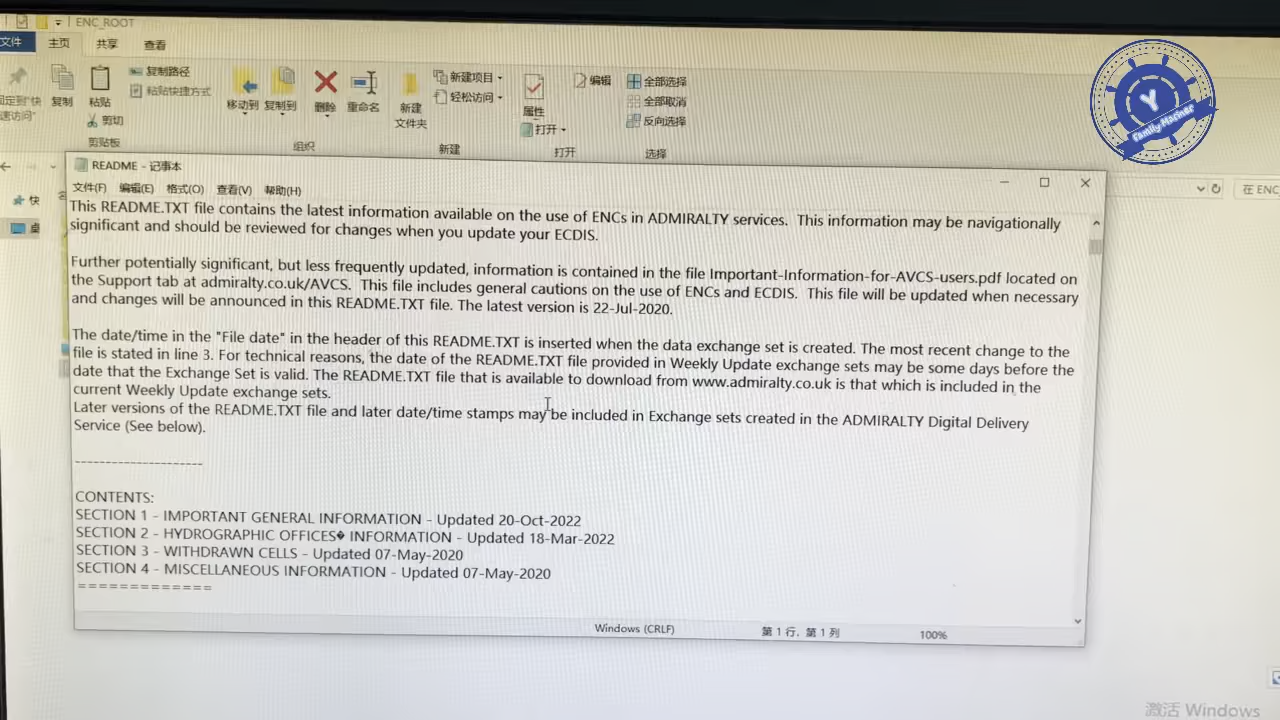 ENC_ROOT
文件 主页 共享 查看
复制
粘贴
复制路径
粘贴快捷方式
剪切
剪贴板
移动到 复制到 删除 重命名
组织
新建
文件夹
新建项目
轻松访问
新建
属性
打开
编辑
打开
全部选择
全部取消
反向选择
选择
Y
Family Mariner
快
在 ENC
README - 记事本
文件(F) 编辑(E) 格式(O) 查看(V) 帮助(H)
This README.TXT file contains the latest information available on the use of ENCs in ADMIRALTY services.  This information may be navigationally
significant and should be reviewed for changes when you update your ECDIS.
Further potentially significant, but less frequently updated, information is contained in the file Important-Information-for-AVCS-users.pdf located on
the Support tab at admiralty.co.uk/AVCS.  This file includes general cautions on the use of ENCs and ECDIS.  This file will be updated when necessary
and changes will be announced in this README.TXT file. The latest version is 22-Jul-2020.
The date/time in the "File date" in the header of this README.TXT is inserted when the data exchange set is created. The most recent change to the
file is stated in line 3. For technical reasons, the date of the README.TXT file provided in Weekly Update exchange sets may be some days before the
date that the Exchange Set is valid. The README.TXT file that is available to download from www.admiralty.co.uk is that which is included in the
current Weekly Update exchange sets.
Later versions of the README.TXT file and later date/time stamps may be included in Exchange sets created in the ADMIRALTY Digital Delivery
Service (See below).
---------------------
CONTENTS:
SECTION 1 - IMPORTANT GENERAL INFORMATION - Updated 20-Oct-2022
SECTION 2 - HYDROGRAPHIC OFFICES� INFORMATION - Updated 18-Mar-2022
SECTION 3 - WITHDRAWN CELLS - Updated 07-May-2020
SECTION 4 - MISCELLANEOUS INFORMATION - Updated 07-May-2020
=============
Windows (CRLF) 第 1 行, 第 1 列 100%
激活 Windows